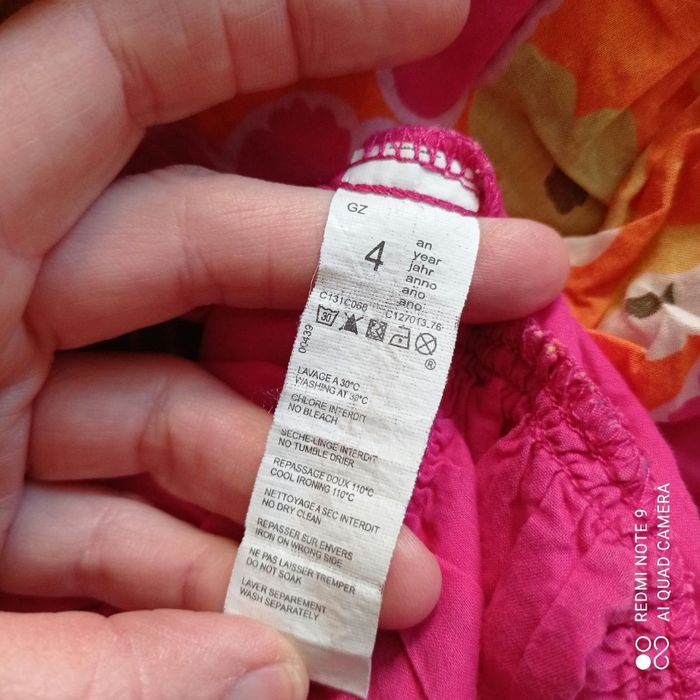 GZ
4
an
year
jahr
anno
año
ano
C131C068 C127013.76
30
®
00439
LAVAGE A 30°C
WASHING AT 30°C
CHLORE INTERDIT
NO BLEACH
SECHE-LINGE INTERDIT
NO TUMBLE DRIER
REPASSAGE DOUX 110°C
COOL IRONING 110°C
NETTOYAGE A SEC INTERDIT
NO DRY CLEAN
REPASSER SUR ENVERS
IRON ON WRONG SIDE
NE PAS LAISSER TREMPER
DO NOT SOAK
LAVER SEPAREMENT
WASH SEPARATELY
REDMI NOTE 9
AI QUAD CAMERA